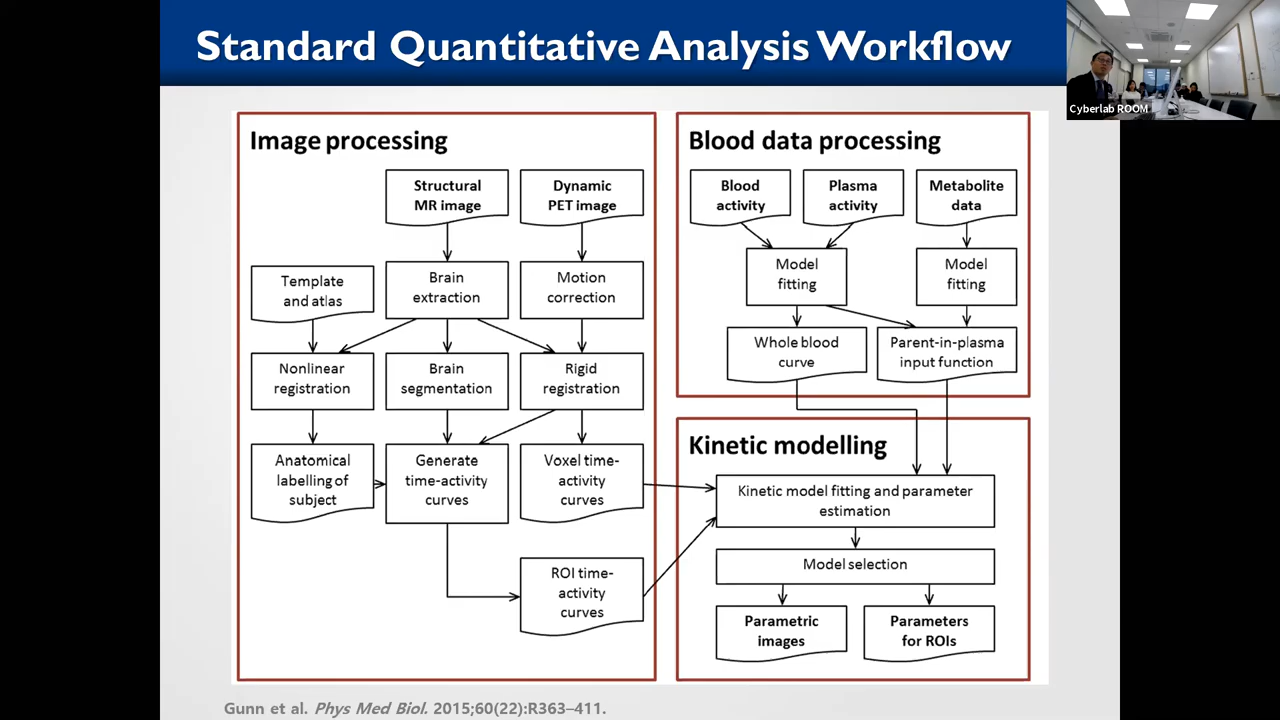 Standard Quantitative Analysis Workflow
Cyberlab ROOM
Image processing
Structural
MR image
Dynamic
PET image
Template
and atlas
Brain
extraction
Motion
correction
Nonlinear
registration
Brain
segmentation
Rigid
registration
Anatomical
labelling of
subject
Generate
time-activity
curves
Voxel time-
activity
curves
ROI time-
activity
curves
Blood data processing
Blood
activity
Plasma
activity
Metabolite
data
Model
fitting
Model
fitting
Whole blood
curve
Parent-in-plasma
input function
Kinetic modelling
Kinetic model fitting and parameter
estimation
Model selection
Parametric
images
Parameters
for ROIs
Gunn et al. Phys Med Biol. 2015;60(22):R363–411.